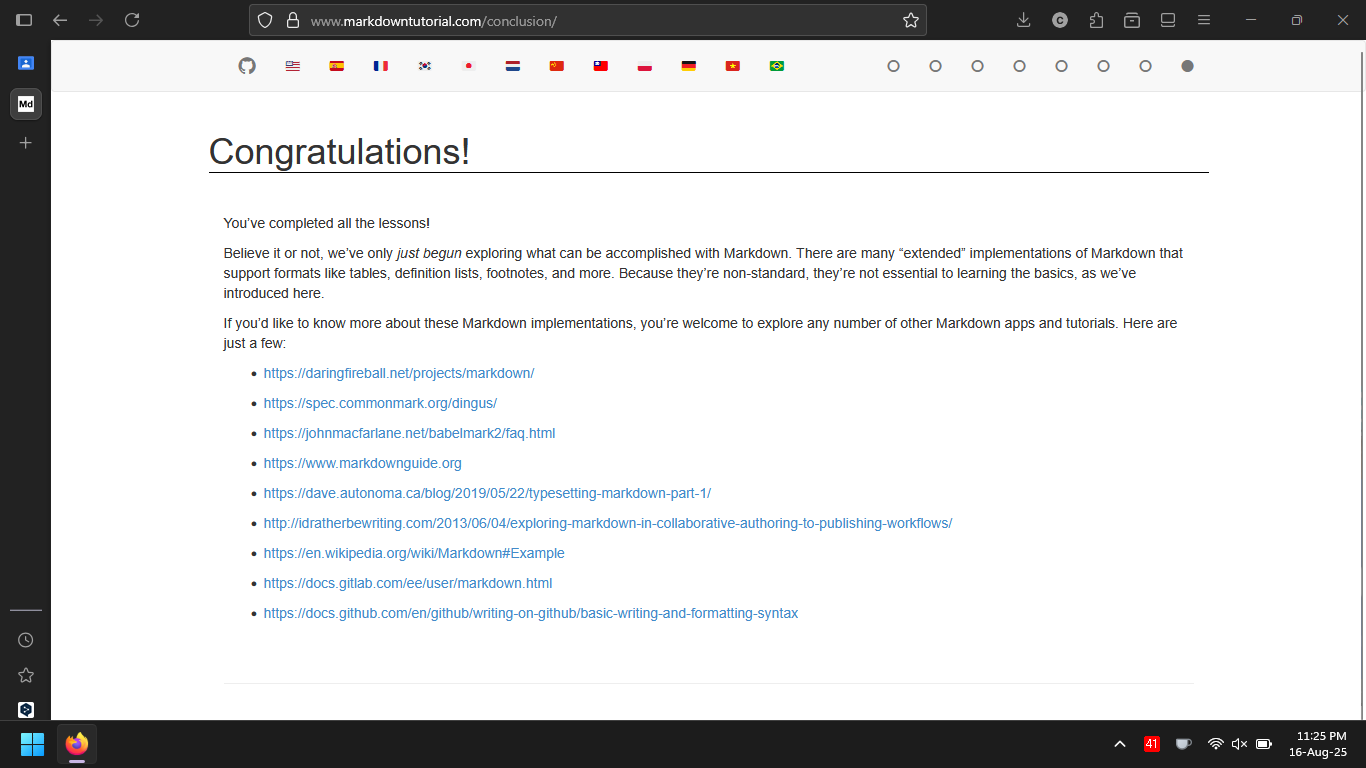 www.markdowntutorial.com/conclusion/
C
Md
Congratulations!
You’ve completed all the lessons!
Believe it or not, we’ve only just begun exploring what can be accomplished with Markdown. There are many “extended” implementations of Markdown that
support formats like tables, definition lists, footnotes, and more. Because they’re non-standard, they’re not essential to learning the basics, as we’ve
introduced here.
If you’d like to know more about these Markdown implementations, you’re welcome to explore any number of other Markdown apps and tutorials. Here are
just a few:
https://daringfireball.net/projects/markdown/
https://spec.commonmark.org/dingus/
https://johnmacfarlane.net/babelmark2/faq.html
https://www.markdownguide.org
https://dave.autonoma.ca/blog/2019/05/22/typesetting-markdown-part-1/
http://idratherbewriting.com/2013/06/04/exploring-markdown-in-collaborative-authoring-to-publishing-workflows/
https://en.wikipedia.org/wiki/Markdown#Example
https://docs.gitlab.com/ee/user/markdown.html
https://docs.github.com/en/github/writing-on-github/basic-writing-and-formatting-syntax
41
11:25 PM
16-Aug-25